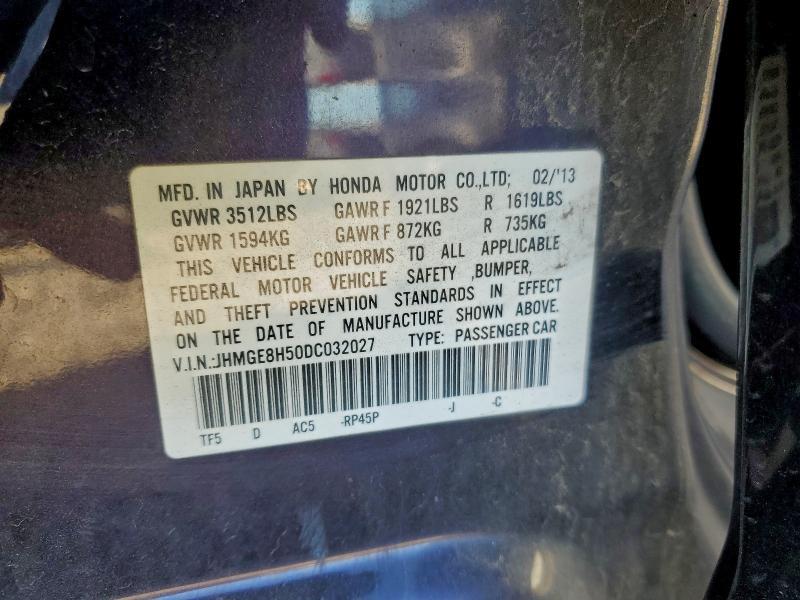 MFD. IN JAPAN BY HONDA MOTOR CO.,LTD; 02/'13
GVWR 3512LBS GAWR F 1921LBS R 1619LBS
GVWR 1594KG GAWR F 872KG R 735KG
THIS VEHICLE CONFORMS TO ALL APPLICABLE
FEDERAL MOTOR VEHICLE SAFETY ,BUMPER,
AND THEFT PREVENTION STANDARDS IN EFFECT
ON THE DATE OF MANUFACTURE SHOWN ABOVE.
V.I.N.:JHMGE8H50DC032027 TYPE: PASSENGER CAR
TF5 D AC5 -RP45P -J -C